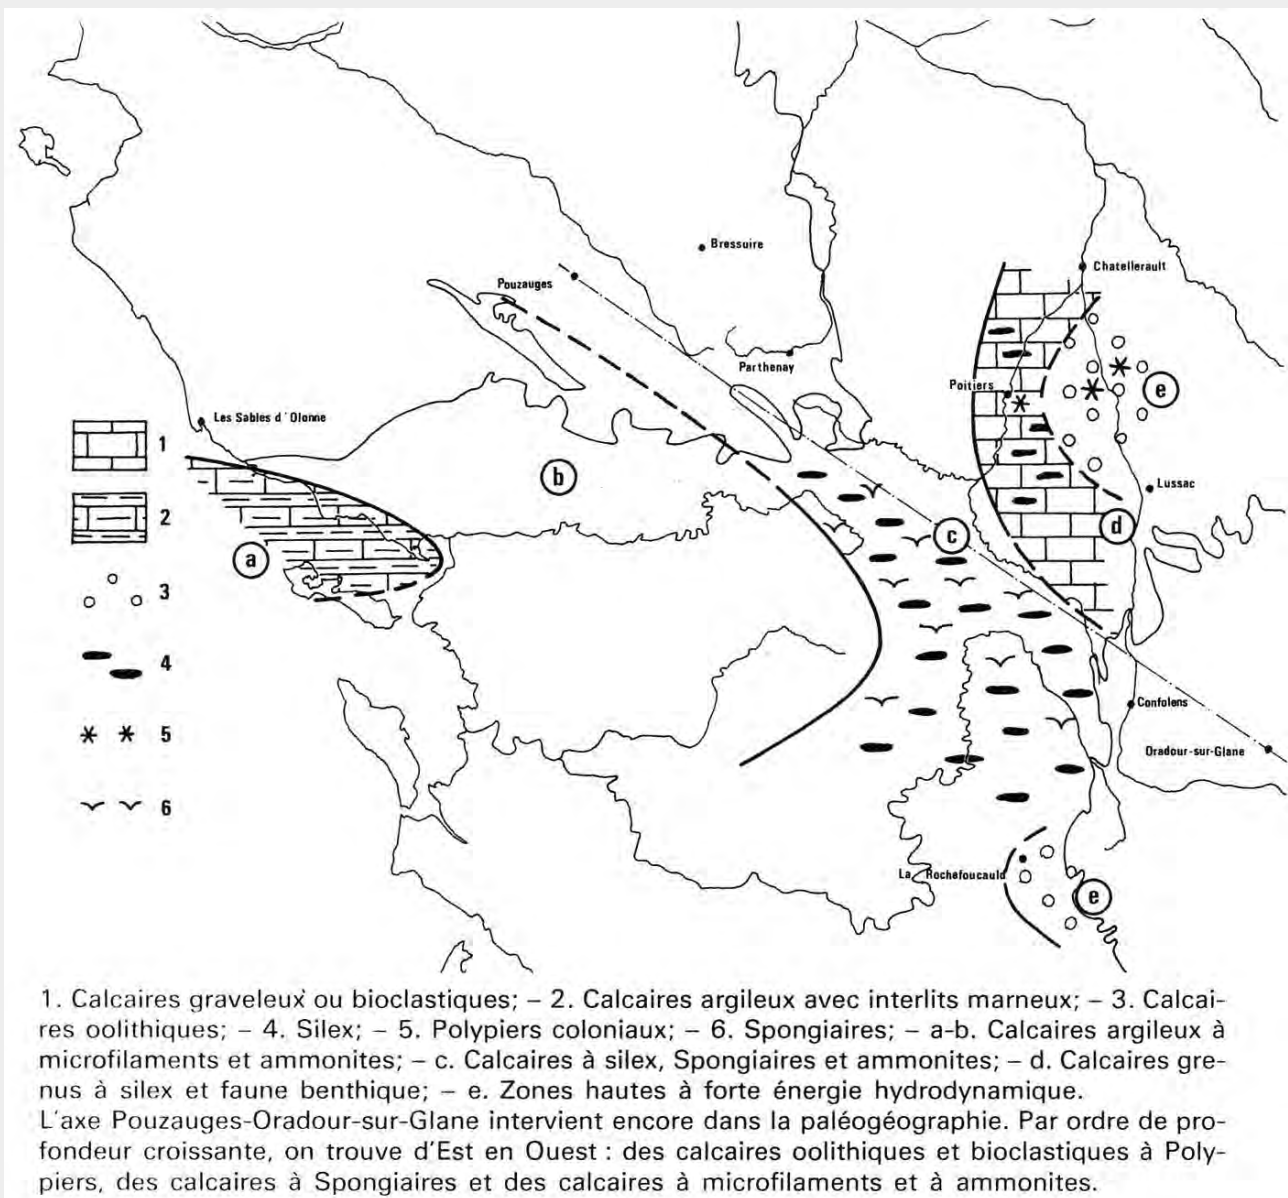 Bressuire
Chatellerault
Pouzauges
Parthenay
Poitiers
e
Les Sables d'Olonne
1
b
Lussac
2
d
c
a
3
4
Confolens
5
Oradour-sur-Glane
6
La Rochefoucauld
e
1. Calcaires graveleux ou bioclastiques; – 2. Calcaires argileux avec interlits marneux; – 3. Calcai-
res oolithiques; – 4. Silex; – 5. Polypiers coloniaux; – 6. Spongiaires; – a-b. Calcaires argileux à
microfilaments et ammonites; – c. Calcaires à silex, Spongiaires et ammonites; – d. Calcaires gre-
nus à silex et faune benthique; – e. Zones hautes à forte énergie hydrodynamique.
L'axe Pouzauges-Oradour-sur-Glane intervient encore dans la paléogéographie. Par ordre de pro-
fondeur croissante, on trouve d'Est en Ouest : des calcaires oolithiques et bioclastiques à Poly-
piers, des calcaires à Spongiaires et des calcaires à microfilaments et à ammonites.